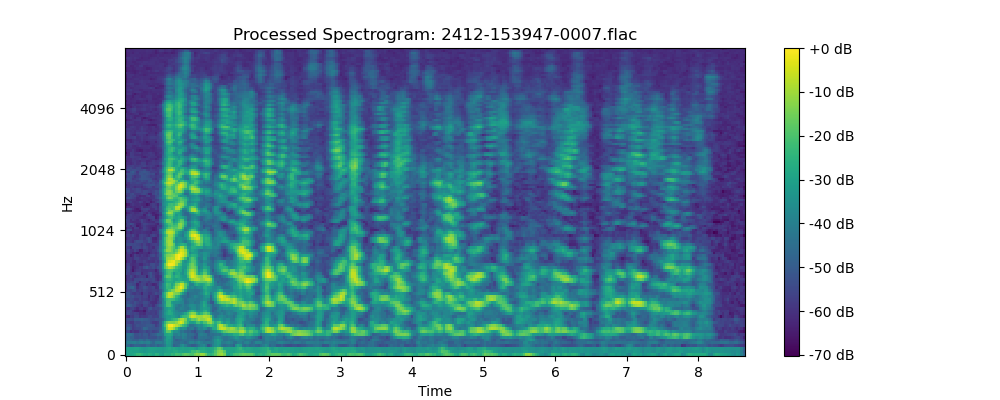 Processed Spectrogram: 2412-153947-0007.flac
Hz
4096
2048
1024
512
0
0 1 2 3 4 5 6 7 8
Time
+0 dB
-10 dB
-20 dB
-30 dB
-40 dB
-50 dB
-60 dB
-70 dB